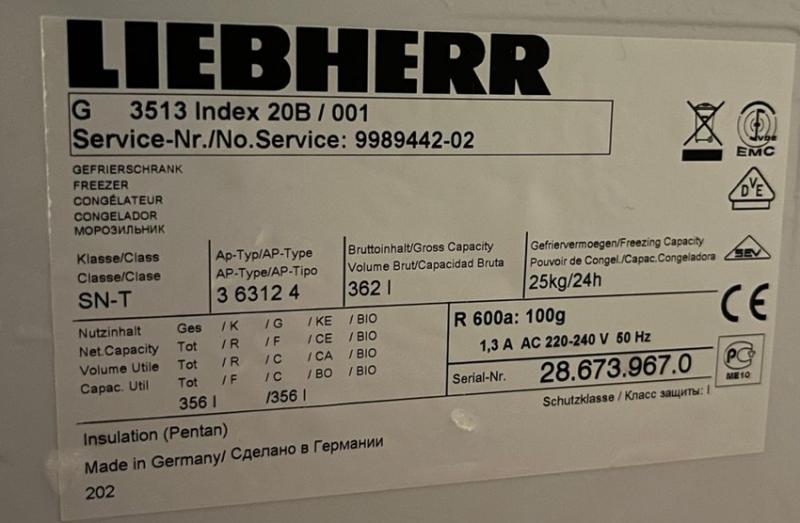 LIEBHERR
G 3513 Index 20B / 001
Service-Nr./No.Service: 9989442-02
VDE
EMC
GEFRIERSCHRANK
FREEZER
CONGÉLATEUR
CONGELADOR
МОРОЗИЛЬНИК
DVE
Klasse/Class
Classe/Clase
SN-T
Ap-Typ/AP-Type
AP-Type/AP-Tipo
3 6312 4
Bruttoinhalt/Gross Capacity
Volume Brut/Capacidad Bruta
362 l
Gefriervermoegen/Freezing Capacity
Pouvoir de Congel./Capac.Congeladora
25kg/24h
SEV
CE
Nutzinhalt Ges / K / G / KE / BIO
Net.Capacity Tot / R / F / CE / BIO
Volume Utile Tot / R / C / CA / BIO
Capac. Util Tot / F / C / BO / BIO
356 l /356 l
R 600a: 100g
1,3 A AC 220-240 V 50 Hz
Serial-Nr. 28.673.967.0
РСТ
ME10
Schutzklasse / Класс защиты: I
Insulation (Pentan)
Made in Germany/ Сделано в Германии
202